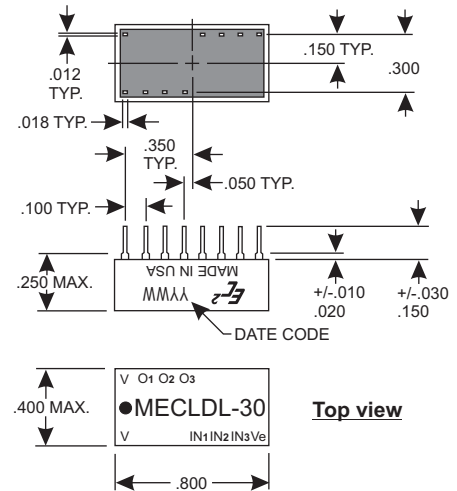 .012
TYP.
.150 TYP.
.300
.018 TYP.
.350
TYP.
.050 TYP.
.100 TYP.
.250 MAX.
MADE IN USA
YYWW
EC²
+/-.010
.020
+/-.030
.150
DATE CODE
.400 MAX.
V O1 O2 O3
MECLDL-30
V IN1 IN2 IN3 Ve
Top view
.800